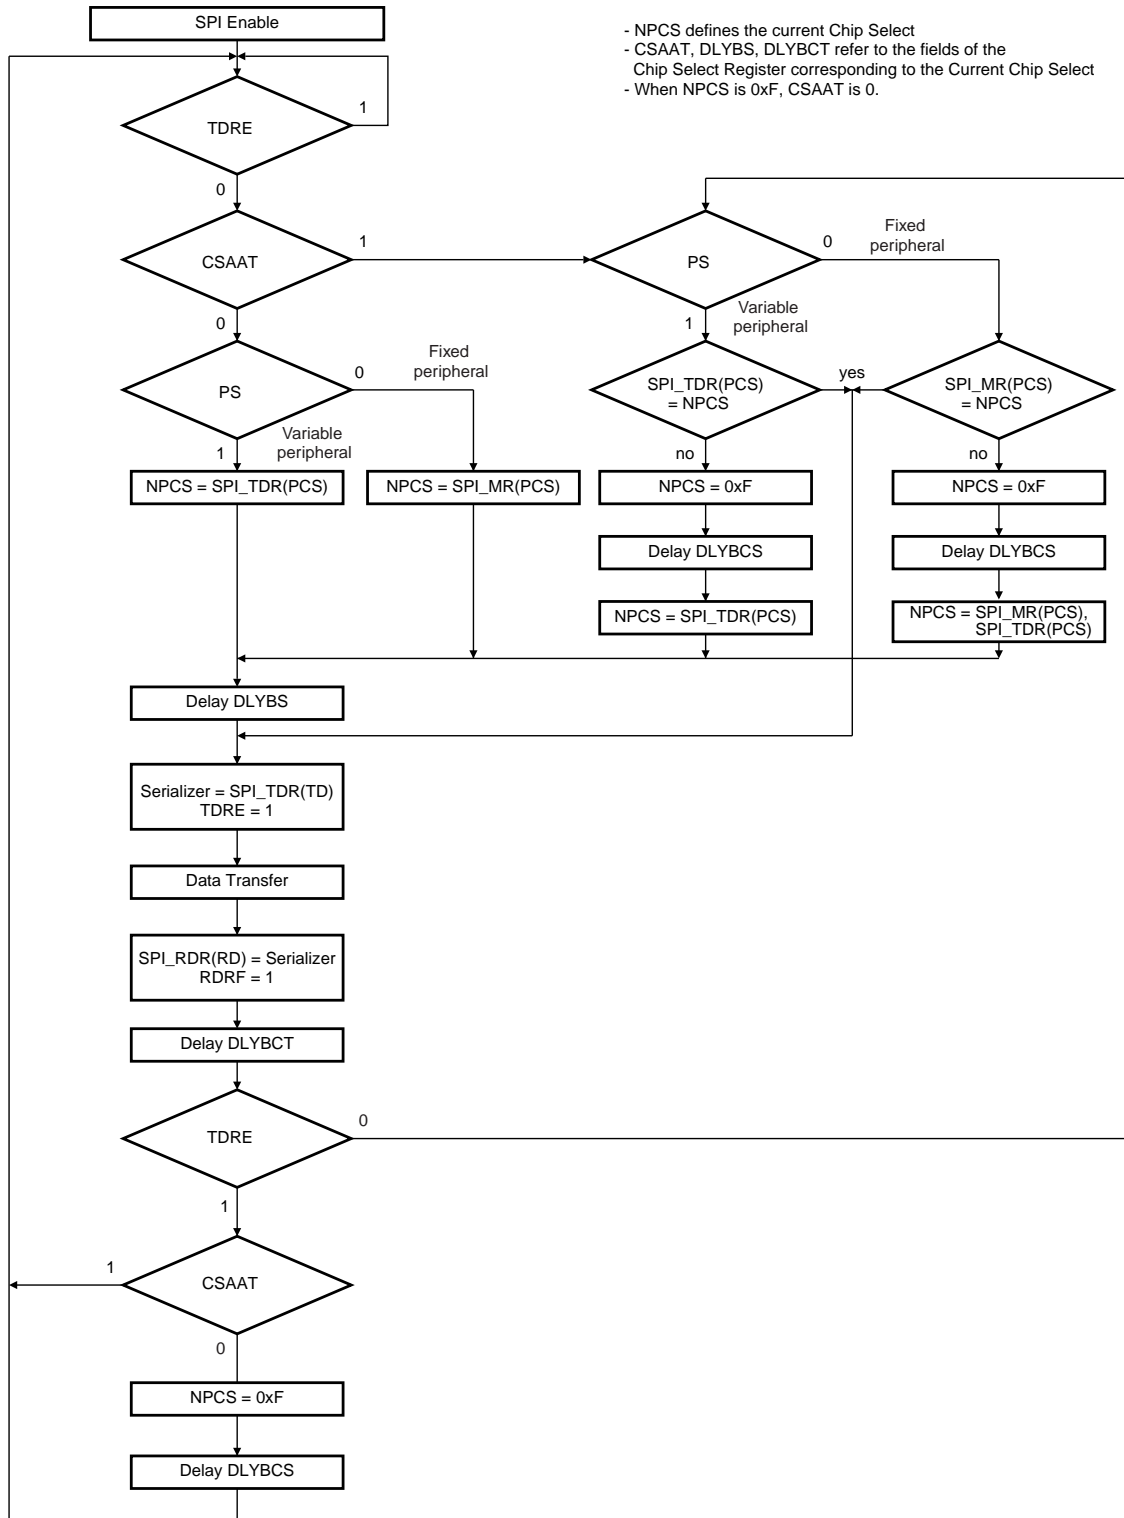 SPI Enable
- NPCS defines the current Chip Select
- CSAAT, DLYBS, DLYBCT refer to the fields of the
Chip Select Register corresponding to the Current Chip Select
- When NPCS is 0xF, CSAAT is 0.
1
TDRE
0
CSAAT
1
PS
0
Fixed
peripheral
0
1
Variable
peripheral
PS
0
Fixed
peripheral
SPI_TDR(PCS)
= NPCS
yes
SPI_MR(PCS)
= NPCS
1
Variable
peripheral
no
no
NPCS = SPI_TDR(PCS)
NPCS = SPI_MR(PCS)
NPCS = 0xF
NPCS = 0xF
Delay DLYBCS
Delay DLYBCS
NPCS = SPI_TDR(PCS)
NPCS = SPI_MR(PCS),
SPI_TDR(PCS)
Delay DLYBS
Serializer = SPI_TDR(TD)
TDRE = 1
Data Transfer
SPI_RDR(RD) = Serializer
RDRF = 1
Delay DLYBCT
TDRE
0
1
CSAAT
1
0
NPCS = 0xF
Delay DLYBCS